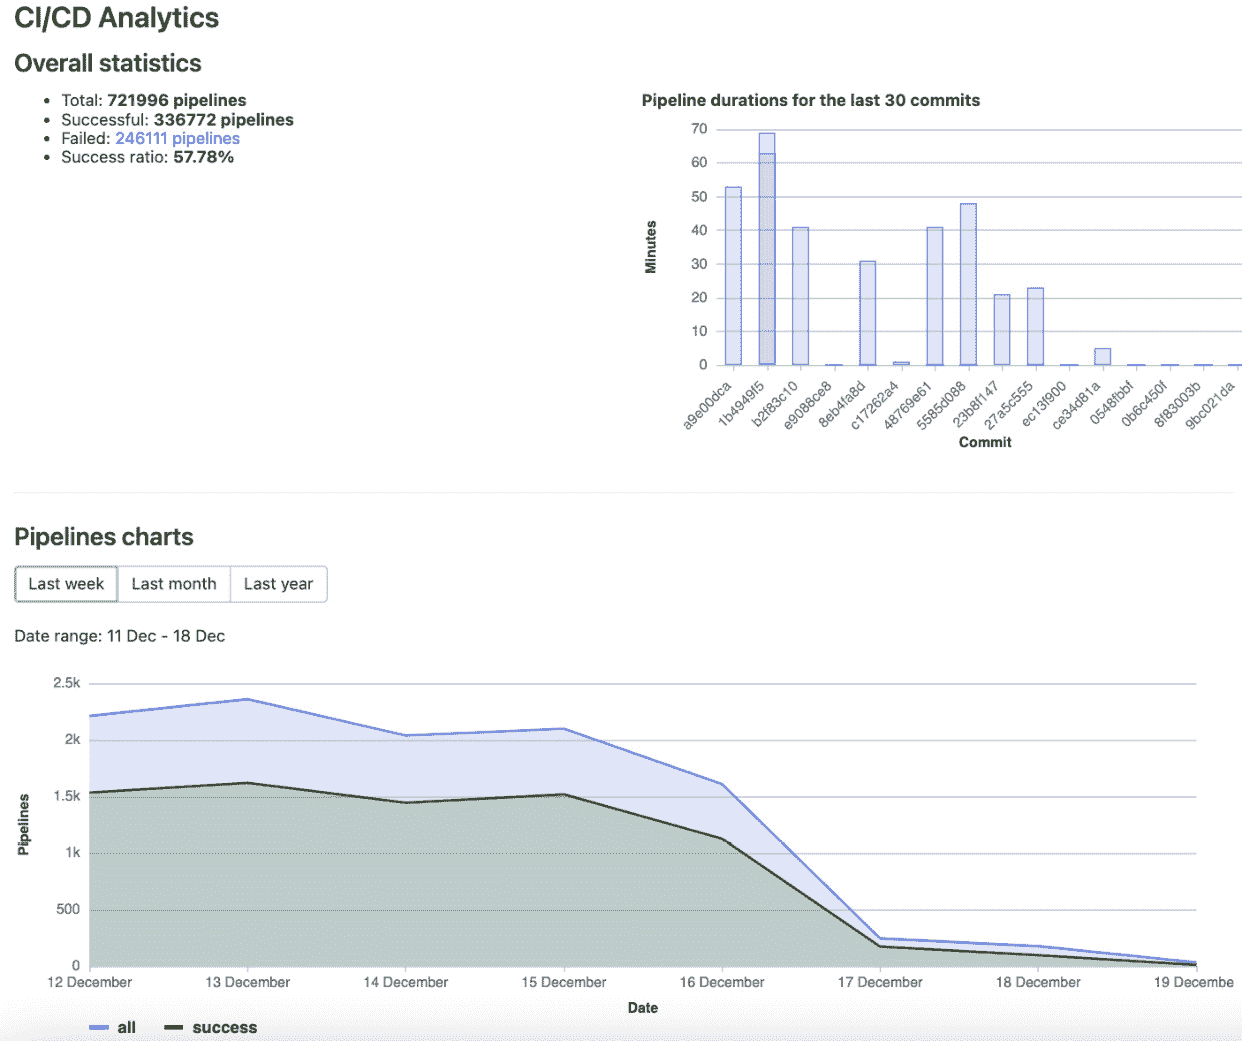 CI/CD Analytics
Overall statistics
Total: 721996 pipelines
Successful: 336772 pipelines
Failed: 246111 pipelines
Success ratio: 57.78%
Pipeline durations for the last 30 commits
70
60
50
40
30
20
10
0
Minutes
a9e00dca
1b4949f5
b2f83c10
e9088ce8
8eb4fa8d
c17262a4
48769e61
5585d088
23b8f147
27a5c555
ec13f900
ce34d81a
0548fbbf
0b6c450f
8f83003b
9bc021da
Commit
Pipelines charts
Last week Last month Last year
Date range: 11 Dec - 18 Dec
2.5k
2k
1.5k
1k
500
0
Pipelines
12 December 13 December 14 December 15 December 16 December 17 December 18 December 19 Decembe
Date
all success